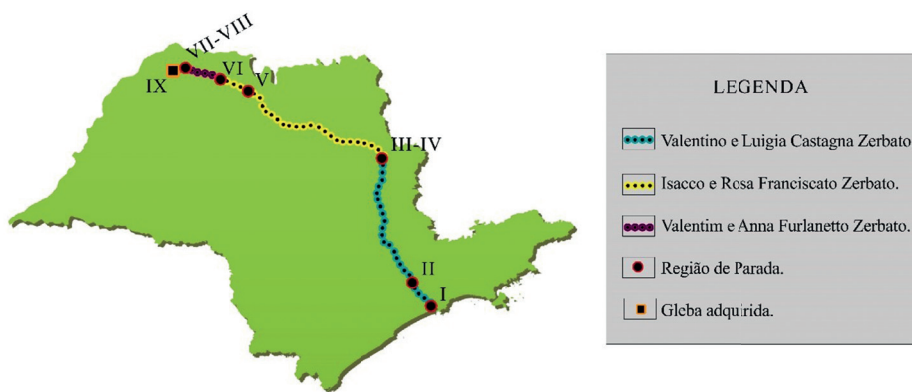 VII-VIII
VI
V
IX
III-IV
II
I
LEGENDA
Valentino e Luigia Castagna Zerbato
Isacco e Rosa Franciscato Zerbato.
Valentim e Anna Furlanetto Zerbato.
Região de Parada.
Gleba adquirida.